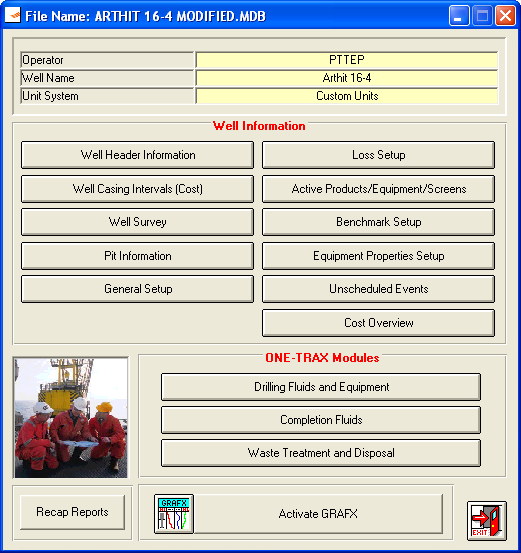 File Name: ARTHIT 16-4 MODIFIED.MDB
Operator PTTEP
Well Name Arthit 16-4
Unit System Custom Units
Well Information
Well Header Information Loss Setup
Well Casing Intervals (Cost) Active Products/Equipment/Screens
Well Survey Benchmark Setup
Pit Information Equipment Properties Setup
General Setup Unscheduled Events
Cost Overview
ONE-TRAX Modules
Drilling Fluids and Equipment
Completion Fluids
Waste Treatment and Disposal
Recap Reports
GRAFX
Activate GRAFX
EXIT